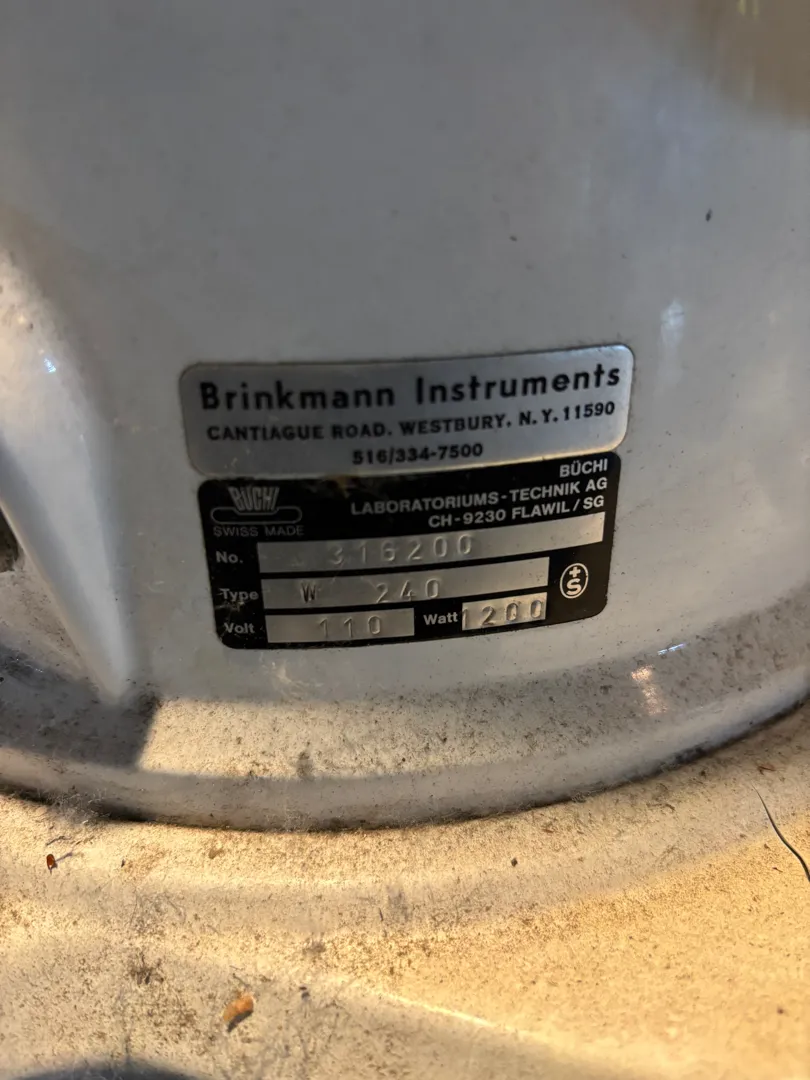 Brinkmann Instruments
CANTIAGUE ROAD. WESTBURY, N.Y. 11590
516/334-7500
BÜCHI
BÜCHI
LABORATORIUMS-TECHNIK AG
SWISS MADE
CH-9230 FLAWIL/SG
No. 316200
Type W 240
+S
Volt 110 Watt 1200